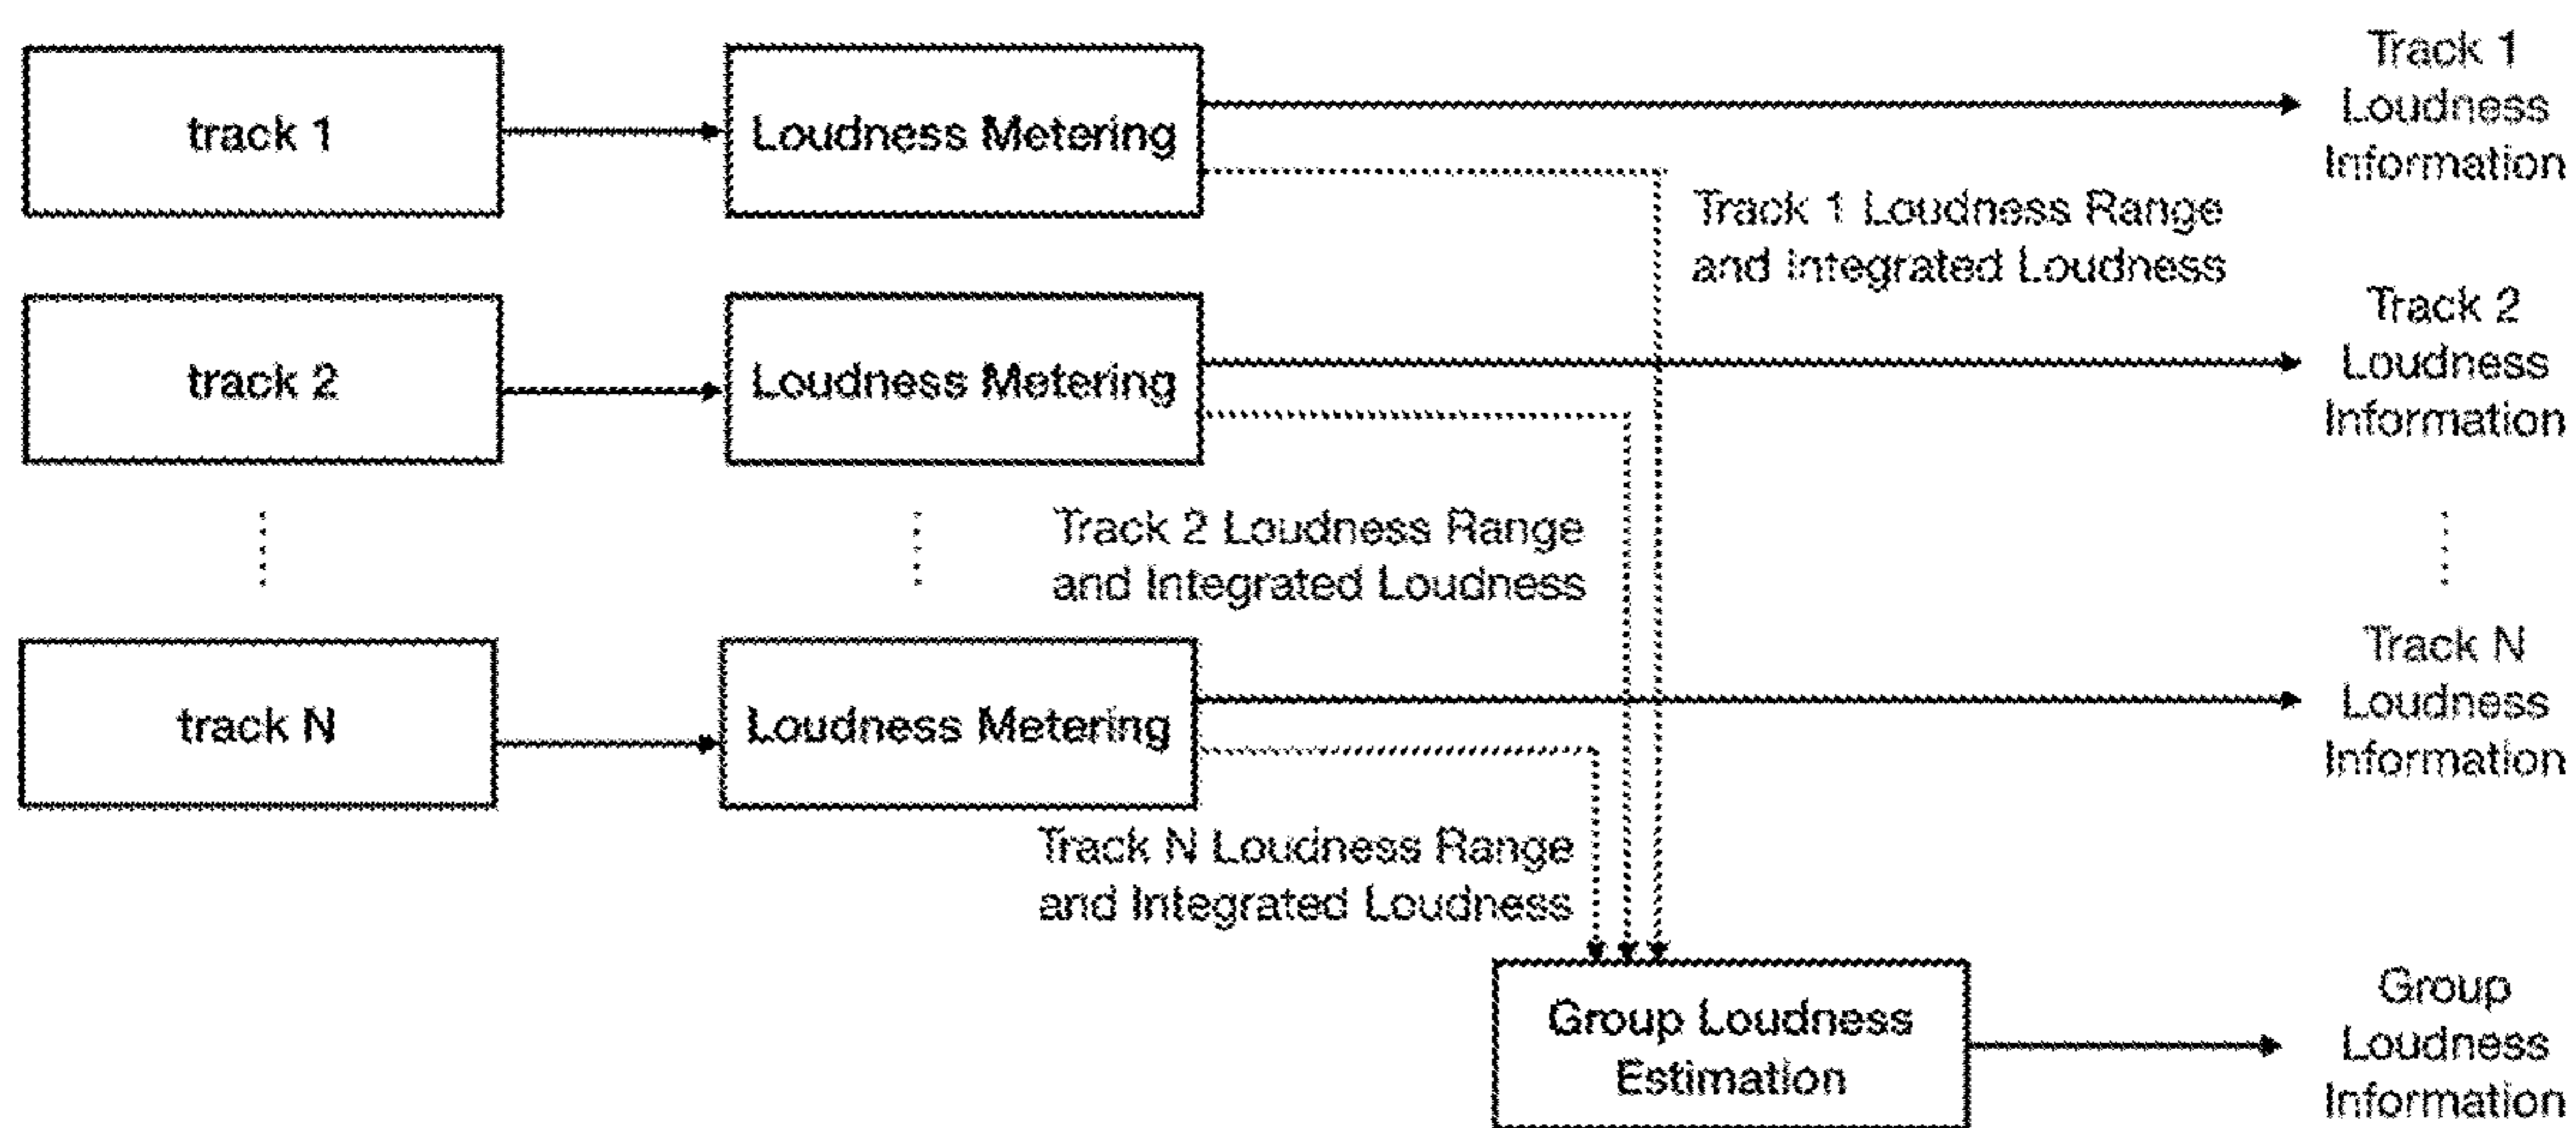 track 1
Loudness Metering
Track 1
Loudness
Information
Track 1 Loudness Range
and Integrated Loudness
track 2
Loudness Metering
Track 2
Loudness
Information
Track 2 Loudness Range
and Integrated Loudness
track N
Loudness Metering
Track N
Loudness
Information
Track N Loudness Range
and Integrated Loudness
Group Loudness
Estimation
Group
Loudness
Information